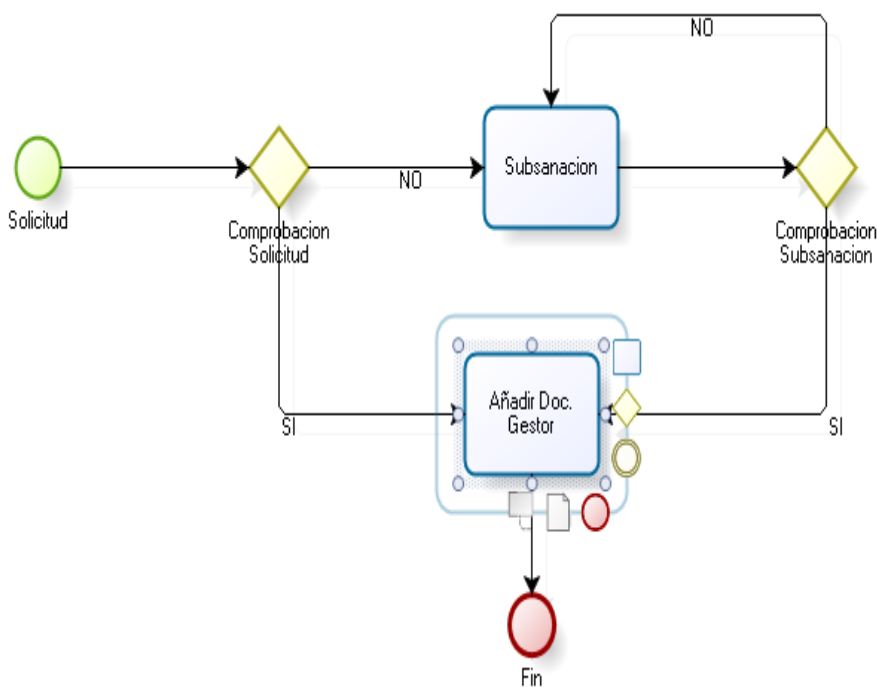 NO
Subsanacion
NO
Solicitud
Comprobacion
Solicitud
Comprobacion
Subsanacion
Añadir Doc.
Gestor
SI
SI
Fin